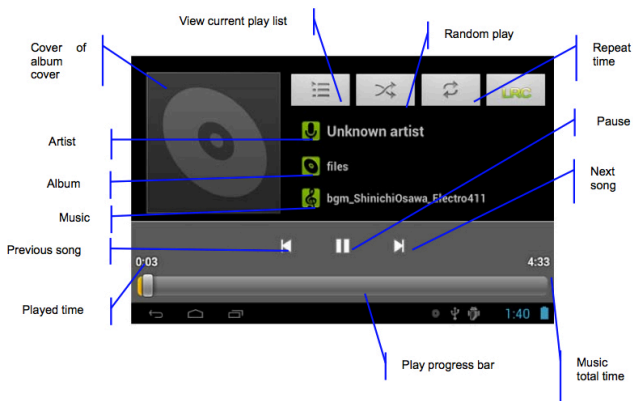 View current play list
Random play
Cover of
album
cover
Repeat
time
LRC
Pause
Artist
Unknown artist
Album
files
Next
song
Music
bgm_ShinichiOsawa_Electro411
Previous song
0:03
4:33
Played time
1:40
Play progress bar
Music
total time